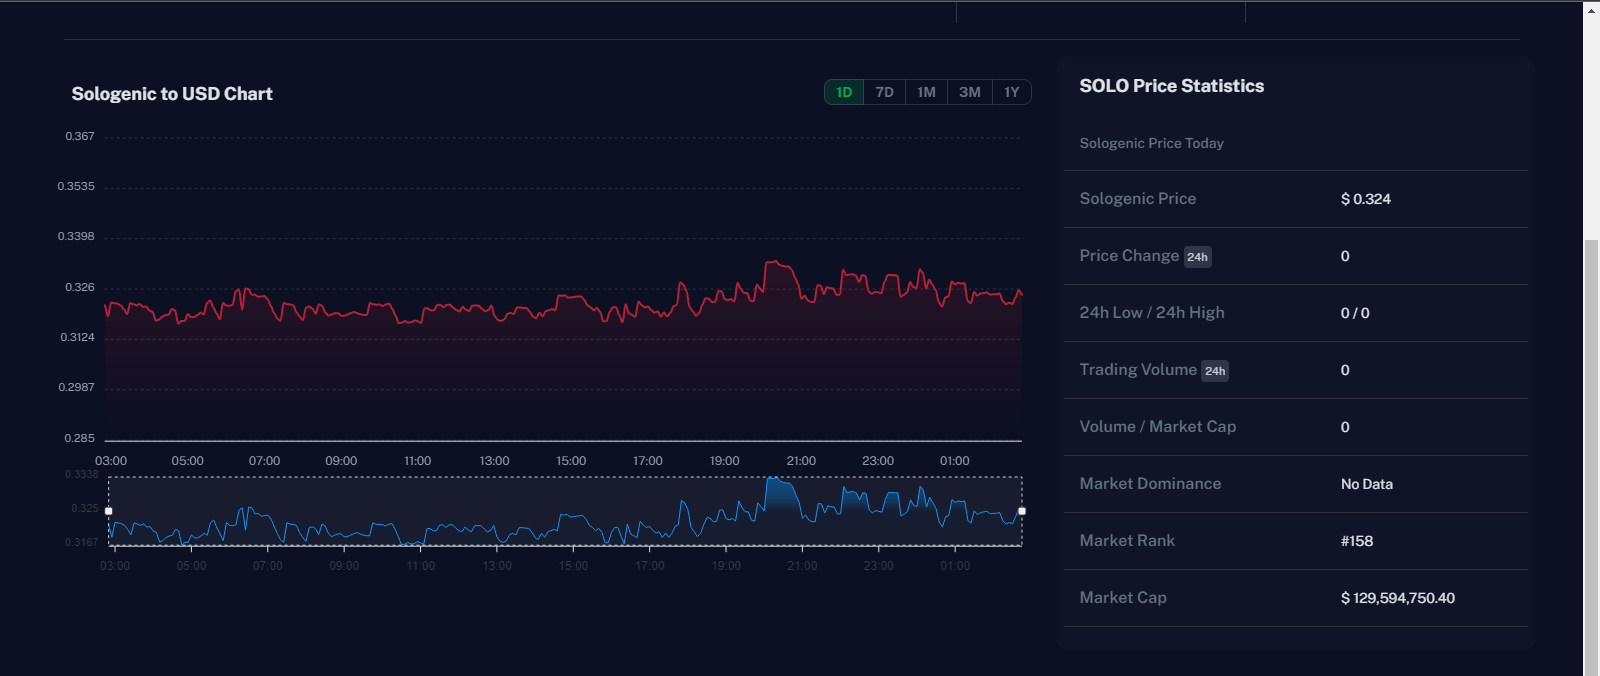 Sologenic to USD Chart
1D 7D 1M 3M 1Y
0.367
0.3535
0.3398
0.326
0.3124
0.2987
0.285
03:00 05:00 07:00 09:00 11:00 13:00 15:00 17:00 19:00 21:00 23:00 01:00
0.3338
0.325
0.3167
03:00 05:00 07:00 09:00 11:00 13:00 15:00 17:00 19:00 21:00 23:00 01:00
SOLO Price Statistics
Sologenic Price Today
Sologenic Price $ 0.324
Price Change 24h 0
24h Low / 24h High 0 / 0
Trading Volume 24h 0
Volume / Market Cap 0
Market Dominance No Data
Market Rank #158
Market Cap $ 129,594,750.40